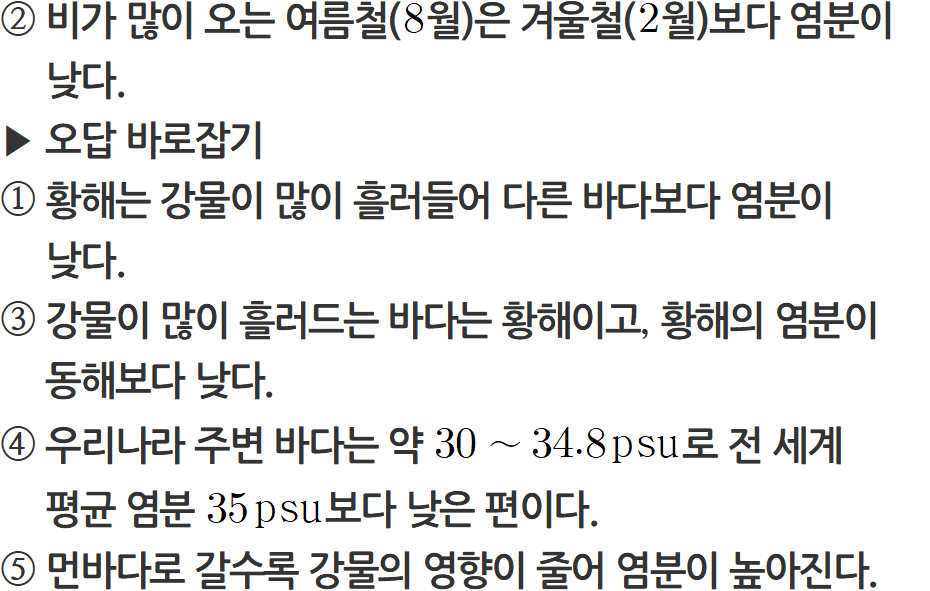 ② 비가 많이 오는 여름철(8월)은 겨울철(2월)보다 염분이
낮다.
▶ 오답 바로잡기
① 황해는 강물이 많이 흘러들어 다른 바다보다 염분이
낮다.
③ 강물이 많이 흘러드는 바다는 황해이고, 황해의 염분이
동해보다 낮다.
④ 우리나라 주변 바다는 약 30 ~ 34.8psu로 전 세계
평균 염분 35psu보다 낮은 편이다.
⑤ 먼바다로 갈수록 강물의 영향이 줄어 염분이 높아진다.